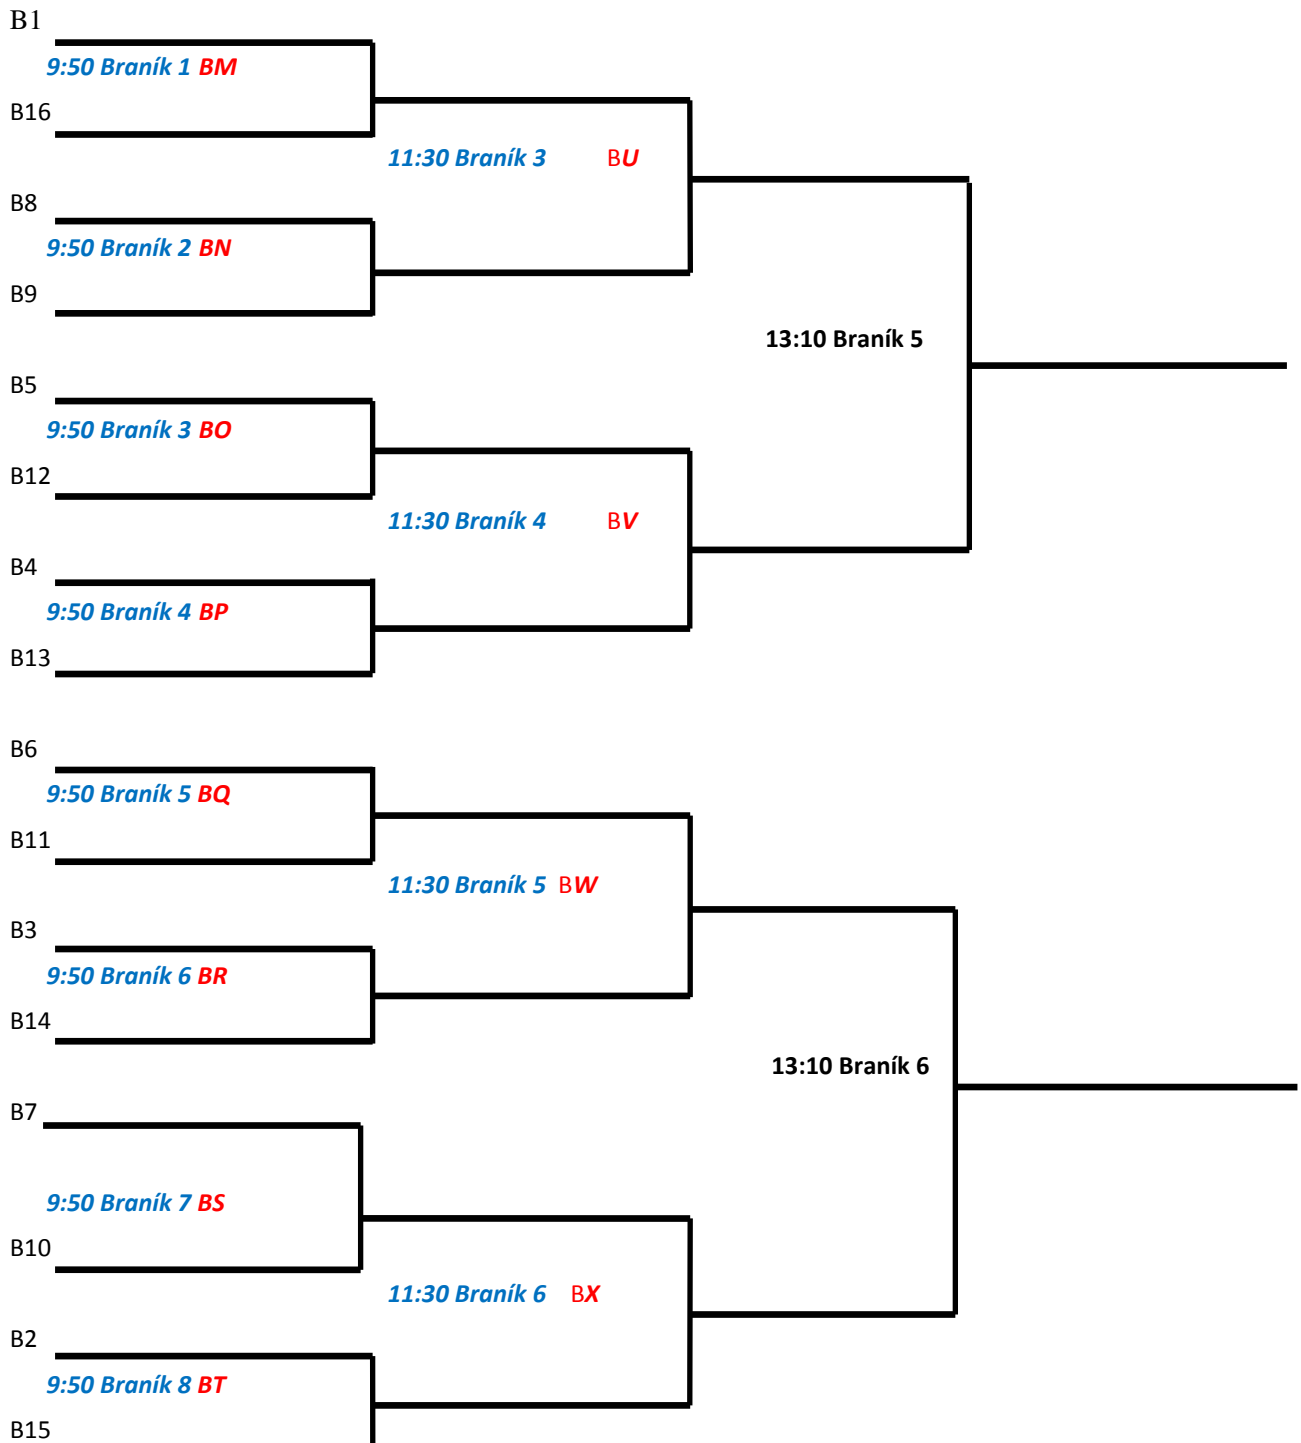 B1
9:50 Braník 1 BM
B16
11:30 Braník 3 BU
B8
9:50 Braník 2 BN
B9
13:10 Braník 5
B5
9:50 Braník 3 BO
B12
11:30 Braník 4 BV
B4
9:50 Braník 4 BP
B13
B6
9:50 Braník 5 BQ
B11
11:30 Braník 5 BW
B3
9:50 Braník 6 BR
B14
13:10 Braník 6
B7
9:50 Braník 7 BS
B10
11:30 Braník 6 BX
B2
9:50 Braník 8 BT
B15